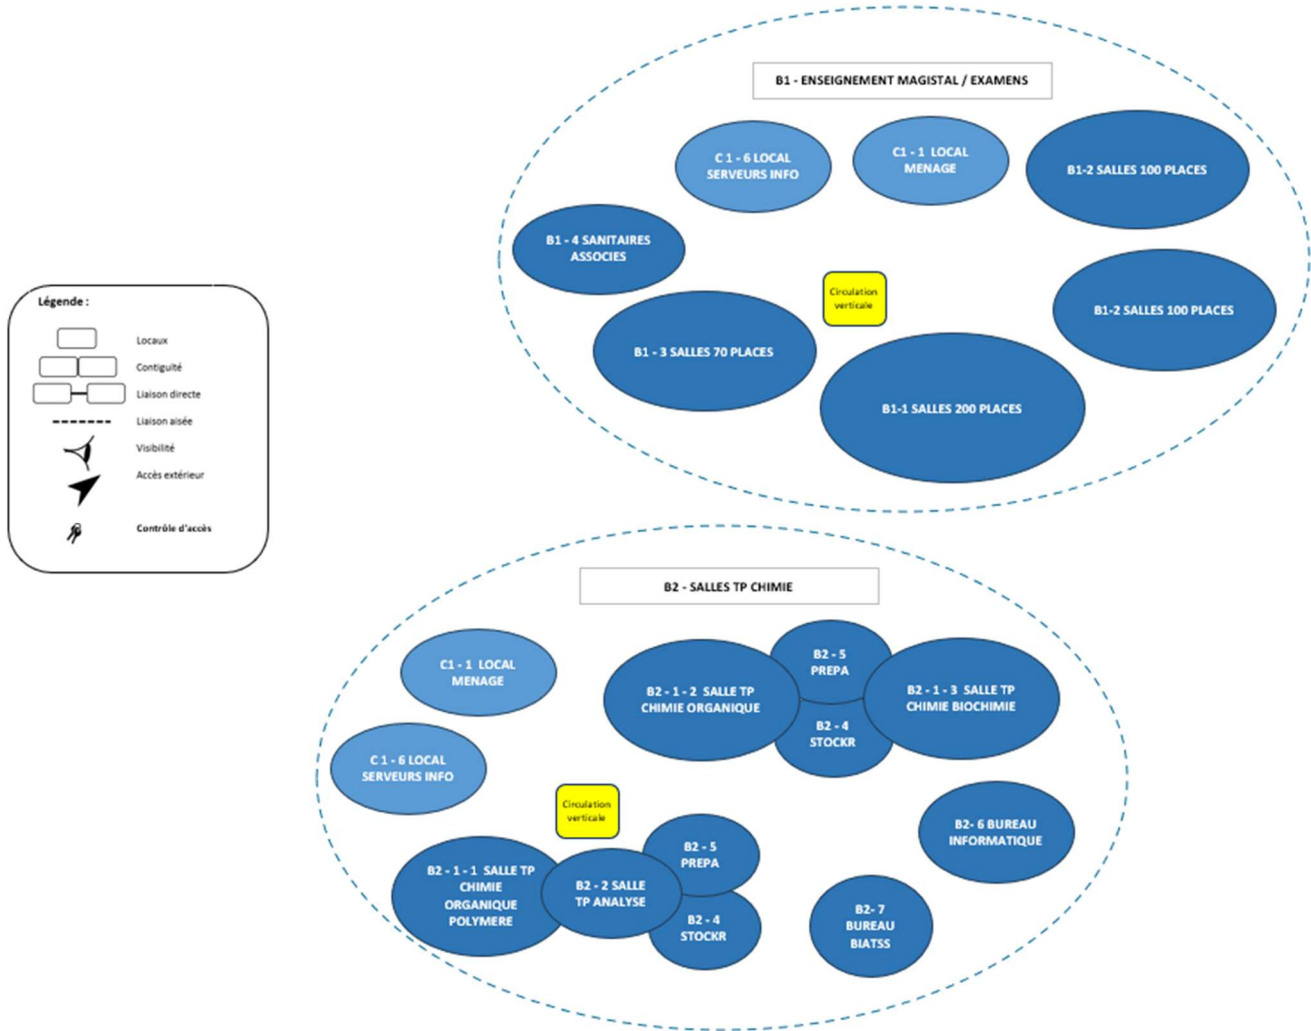 B1 - ENSEIGNEMENT MAGISTAL / EXAMENS
C 1 - 6 LOCAL
SERVEURS INFO
C1 - 1 LOCAL
MENAGE
B1-2 SALLES 100 PLACES
B1 - 4 SANITAIRES
ASSOCIES
Circulation
verticale
B1-2 SALLES 100 PLACES
B1 - 3 SALLES 70 PLACES
B1-1 SALLES 200 PLACES
Légende :
Locaux
Contiguïté
Liaison directe
Liaison aisée
Visibilité
Accès extérieur
Contrôle d'accès
B2 - SALLES TP CHIMIE
C1 - 1 LOCAL
MENAGE
B2 - 5
PREPA
B2 - 1 - 2 SALLE TP
CHIMIE ORGANIQUE
B2 - 1 - 3 SALLE TP
CHIMIE BIOCHIMIE
B2 - 4
STOCKR
C 1 - 6 LOCAL
SERVEURS INFO
Circulation
verticale
B2- 6 BUREAU
INFORMATIQUE
B2 - 5
PREPA
B2 - 1 - 1 SALLE TP
CHIMIE
ORGANIQUE
POLYMERE
B2 - 2 SALLE
TP ANALYSE
B2 - 4
STOCKR
B2- 7
BUREAU
BIATSS